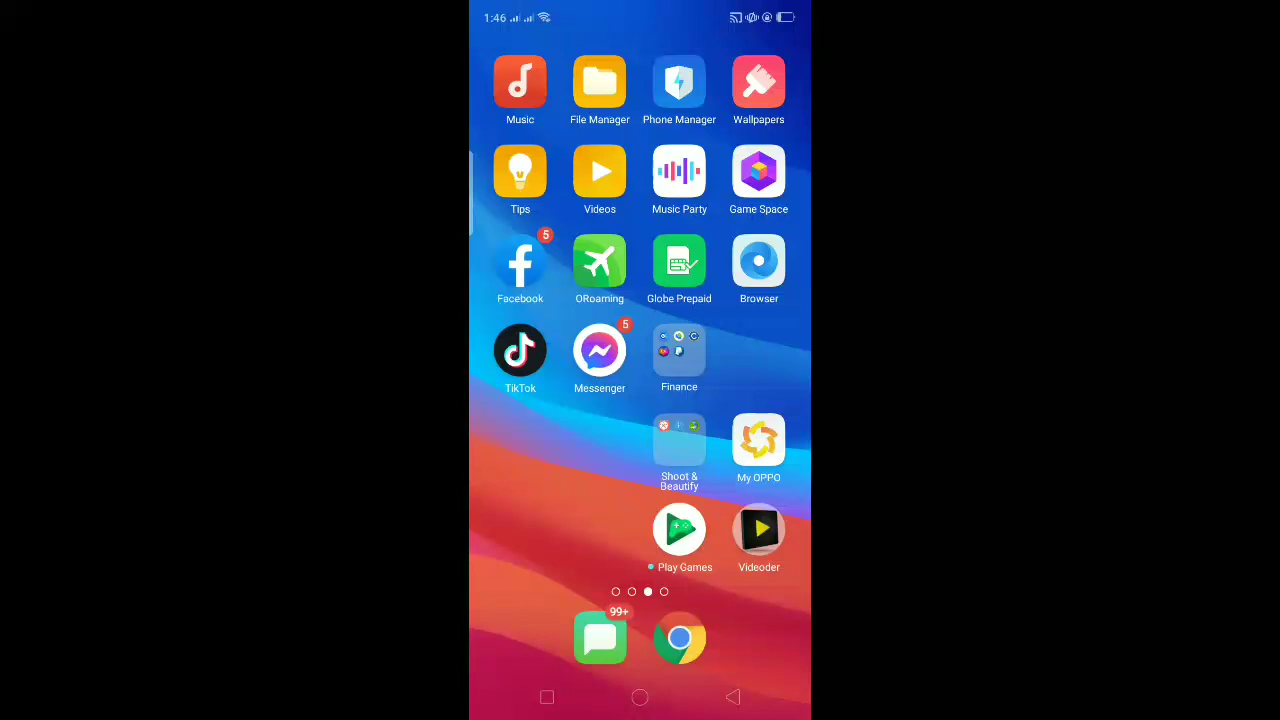 1:46
Music
File Manager
Phone Manager
Wallpapers
Tips
Videos
Music Party
Game Space
5
Facebook
ORoaming
Globe Prepaid
Browser
5
TikTok
Messenger
Finance
Shoot &
Beautify
My OPPO
Play Games
Videoder
99+